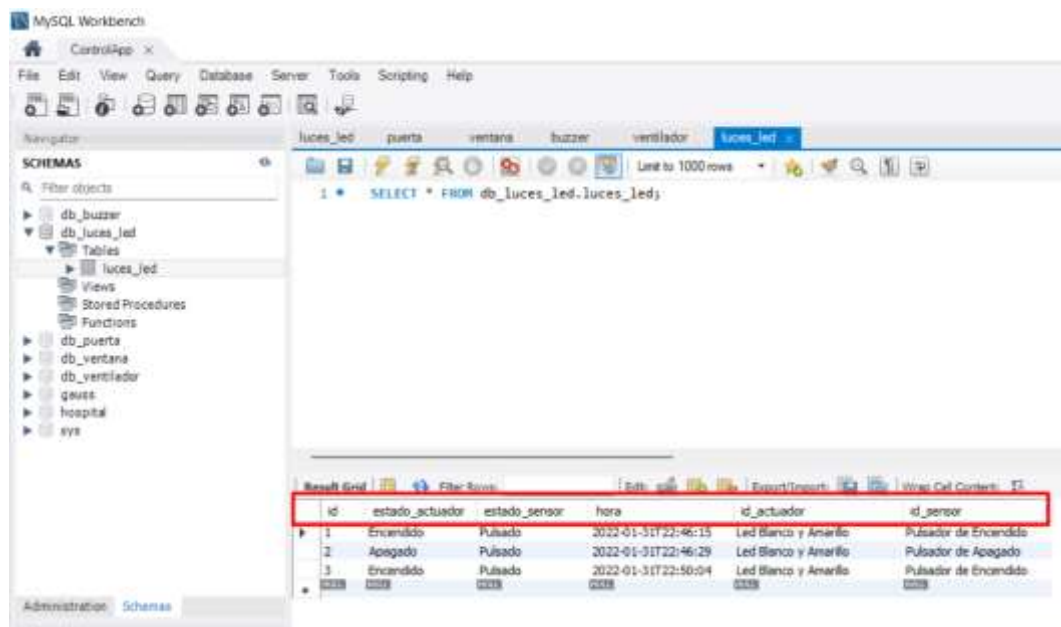 MySQL Workbench
ControlApp ×
File Edit View Query Database Server Tools Scripting Help
Navigator
luces_led puerta ventana buzzer ventilador luces_led ×
SCHEMAS
Limit to 1000 rows
Filter objects
1 SELECT * FROM db_luces_led.luces_led;
db_buzzer
db_luces_led
Tables
luces_led
Views
Stored Procedures
Functions
db_puerta
db_ventana
db_ventilador
gauss
hospital
sys
Result Grid Filter Rows: Edit: Export/Import: Wrap Cell Content:
id estado_actuador estado_sensor hora id_actuador id_sensor
1 Encendido Pulsado 2022-01-31T22:46:15 Led Blanco y Amarillo Pulsador de Encendido
2 Apagado Pulsado 2022-01-31T22:46:29 Led Blanco y Amarillo Pulsador de Apagado
3 Encendido Pulsado 2022-01-31T22:50:04 Led Blanco y Amarillo Pulsador de Encendido
NULL NULL NULL NULL NULL NULL
Administration Schemas